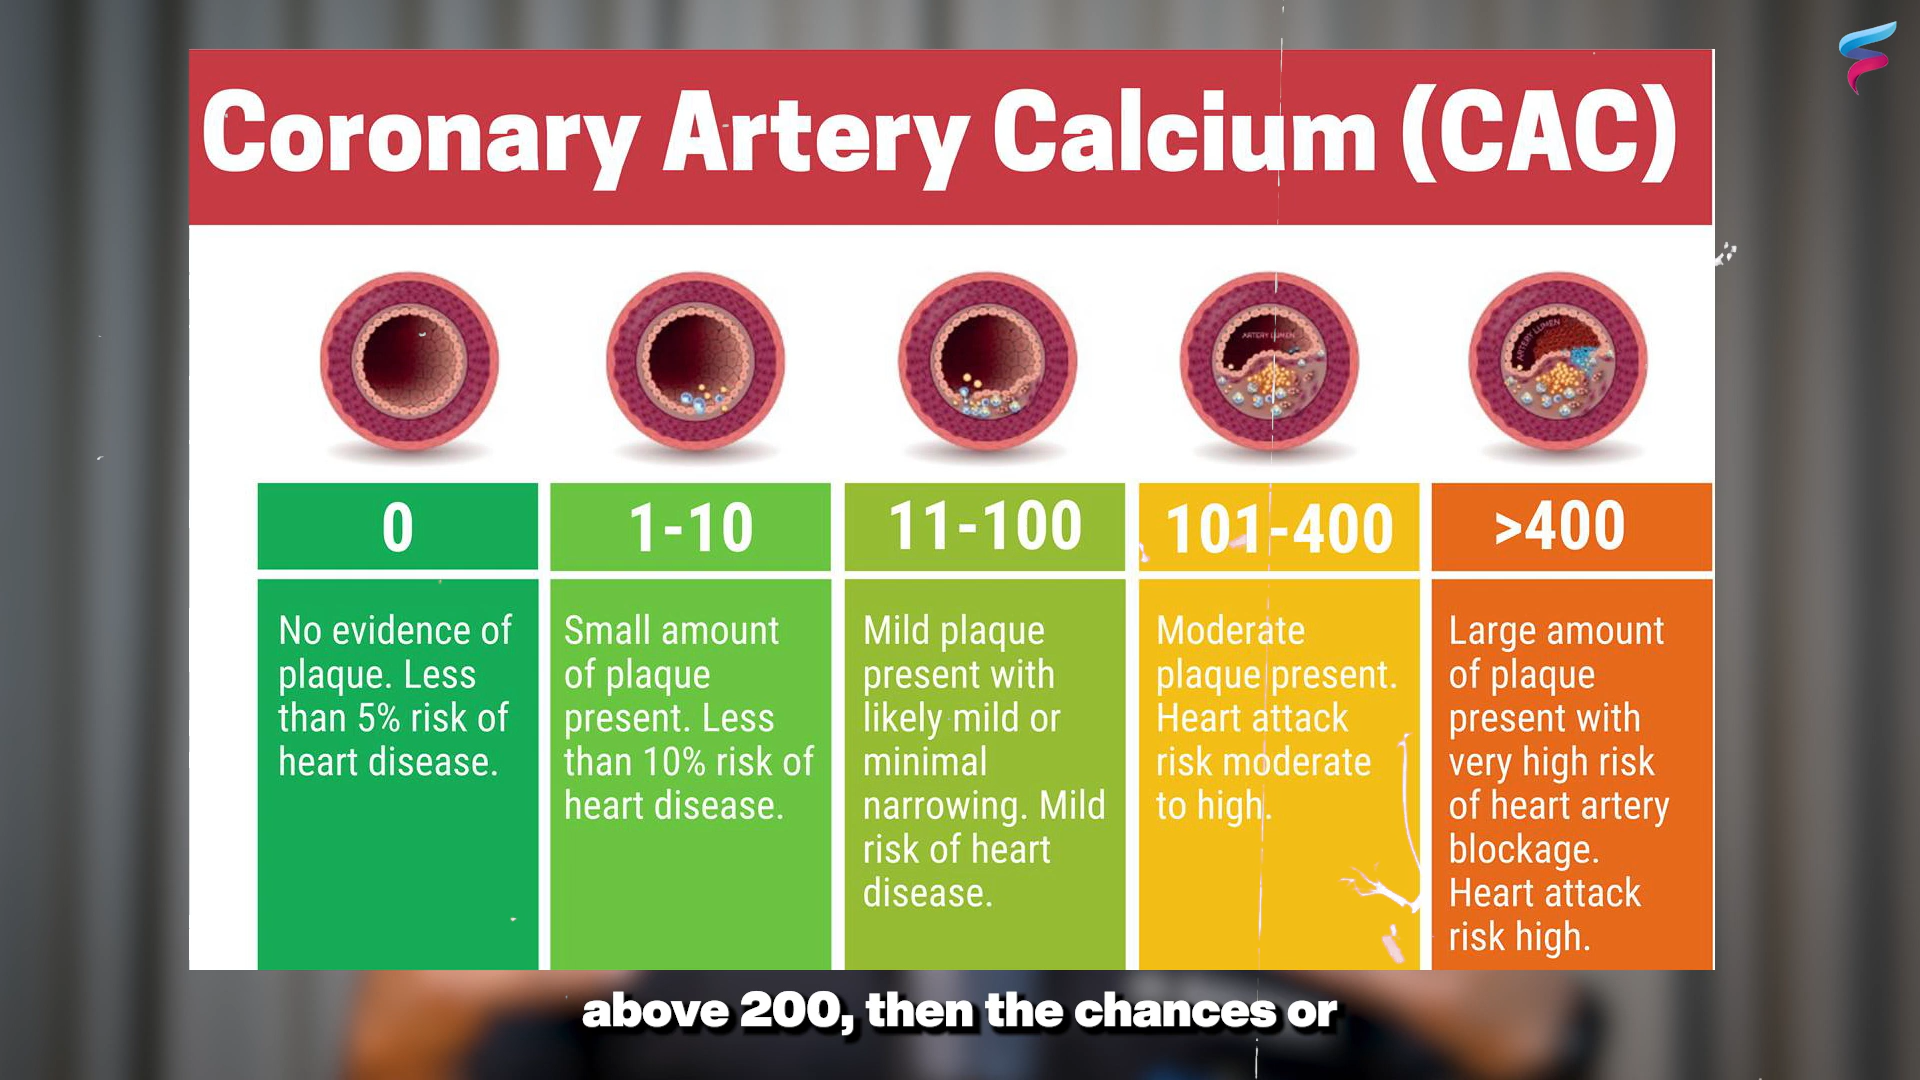 Coronary Artery Calcium (CAC)
ARTERY LUMEN
ARTERY LUMEN
0
1-10
11-100
101-400
>400
No evidence of
plaque. Less
than 5% risk of
heart disease.
Small amount
of plaque
present. Less
than 10% risk of
heart disease.
Mild plaque
present with
likely mild or
minimal
narrowing. Mild
risk of heart
disease.
Moderate
plaque present.
Heart attack
risk moderate
to high.
Large amount
of plaque
present with
very high risk
of heart artery
blockage.
Heart attack
risk high.
above 200, then the chances or